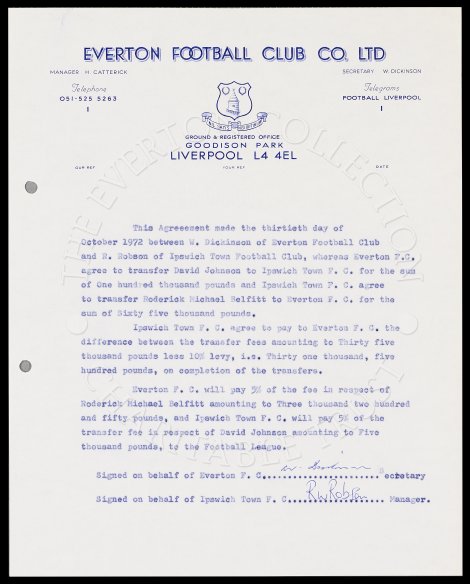 EVERTON FOOTBALL CLUB CO. LTD
MANAGER H. CATTERICK
SECRETARY W. DICKINSON
Telephone
051-525 5263
Telegrams
FOOTBALL LIVERPOOL
GROUND & REGISTERED OFFICE
GOODISON PARK
LIVERPOOL L4 4EL
OUR REF
YOUR REF
DATE
This Agreeement made the thirtieth day of
October 1972 between W. Dickinson of Everton Football Club
and R. Robson of Ipswich Town Football Club, whereas Everton F.C.
agree to transfer David Johnson to Ipswich Town F. C. for the sum
of One hundred thousand pounds and Ipswich Town F. C. agree
to transfer Roderick Michael Belfitt to Everton F. C. for the
sum of Sixty five thousand pounds.
Ipswich Town F. C. agree to pay to Everton F. C. the
difference between the transfer fees amounting to Thirty five
thousand pounds less 10% levy, i.e. Thirty one thousand, five
hundred pounds, on completion of the transfers.
Everton F. C. will pay 5% of the fee in respect of
Roderick Michael Belfitt amounting to Three thousand two hundred
and fifty pounds, and Ipswich Town F. C. will pay 5% of the
transfer fee in respect of David Johnson amounting to Five
thousand pounds, to the Football League.
Signed on behalf of Everton F. C. W. Dickinson Secretary
Signed on behalf of Ipswich Town F. C. R W Robson Manager.
THE EVERTON COLLECTION
CHARITABLE TRUST